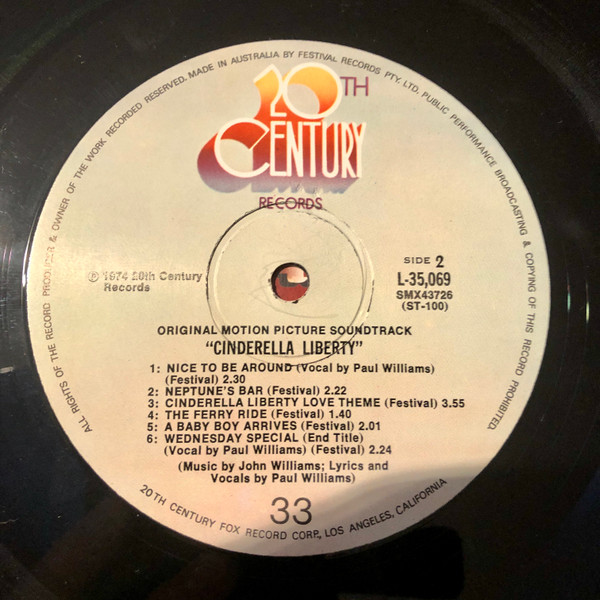 ALL RIGHTS OF THE RECORD PRODUCER & OWNER OF THE WORK RECORDED RESERVED. MADE IN AUSTRALIA BY FESTIVAL RECORDS PTY. LTD. PUBLIC PERFORMANCE BROADCASTING & COPYING OF THIS RECORD PROHIBITED.
20TH
CENTURY
RECORDS
SIDE 2
L-35,069
SMX43726
(ST-100)
℗ 1974 20th Century
Records
ORIGINAL MOTION PICTURE SOUNDTRACK
"CINDERELLA LIBERTY"
1: NICE TO BE AROUND (Vocal by Paul Williams)
(Festival) 2.30
2: NEPTUNE'S BAR (Festival) 2.22
3: CINDERELLA LIBERTY LOVE THEME (Festival) 3.55
4: THE FERRY RIDE (Festival) 1.40
5: A BABY BOY ARRIVES (Festival) 2.01
6: WEDNESDAY SPECIAL (End Title)
(Vocal by Paul Williams) (Festival) 2.24
(Music by John Williams; Lyrics and
Vocals by Paul Williams)
33
20TH CENTURY FOX RECORD CORP., LOS ANGELES, CALIFORNIA